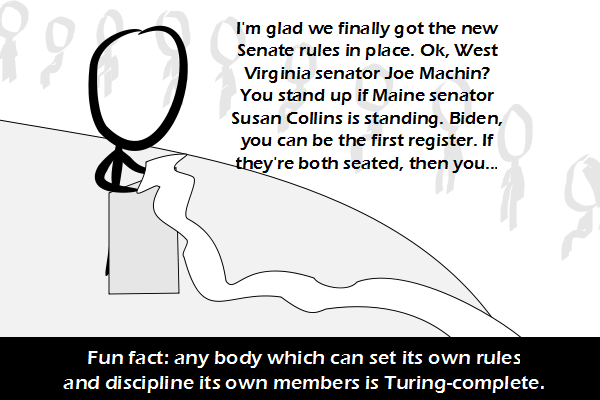 I'm glad we finally got the new
Senate rules in place. Ok, West
Virginia senator Joe Machin?
You stand up if Maine senator
Susan Collins is standing. Biden,
you can be the first register. If
they're both seated, then you...
Fun fact: any body which can set its own rules
and discipline its own members is Turing-complete.